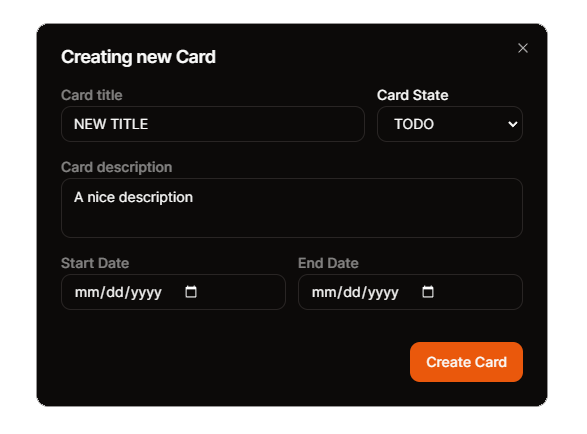 Creating new Card
Card title
Card State
NEW TITLE
TODO
Card description
A nice description
Start Date
End Date
mm/dd/yyyy
mm/dd/yyyy
Create Card